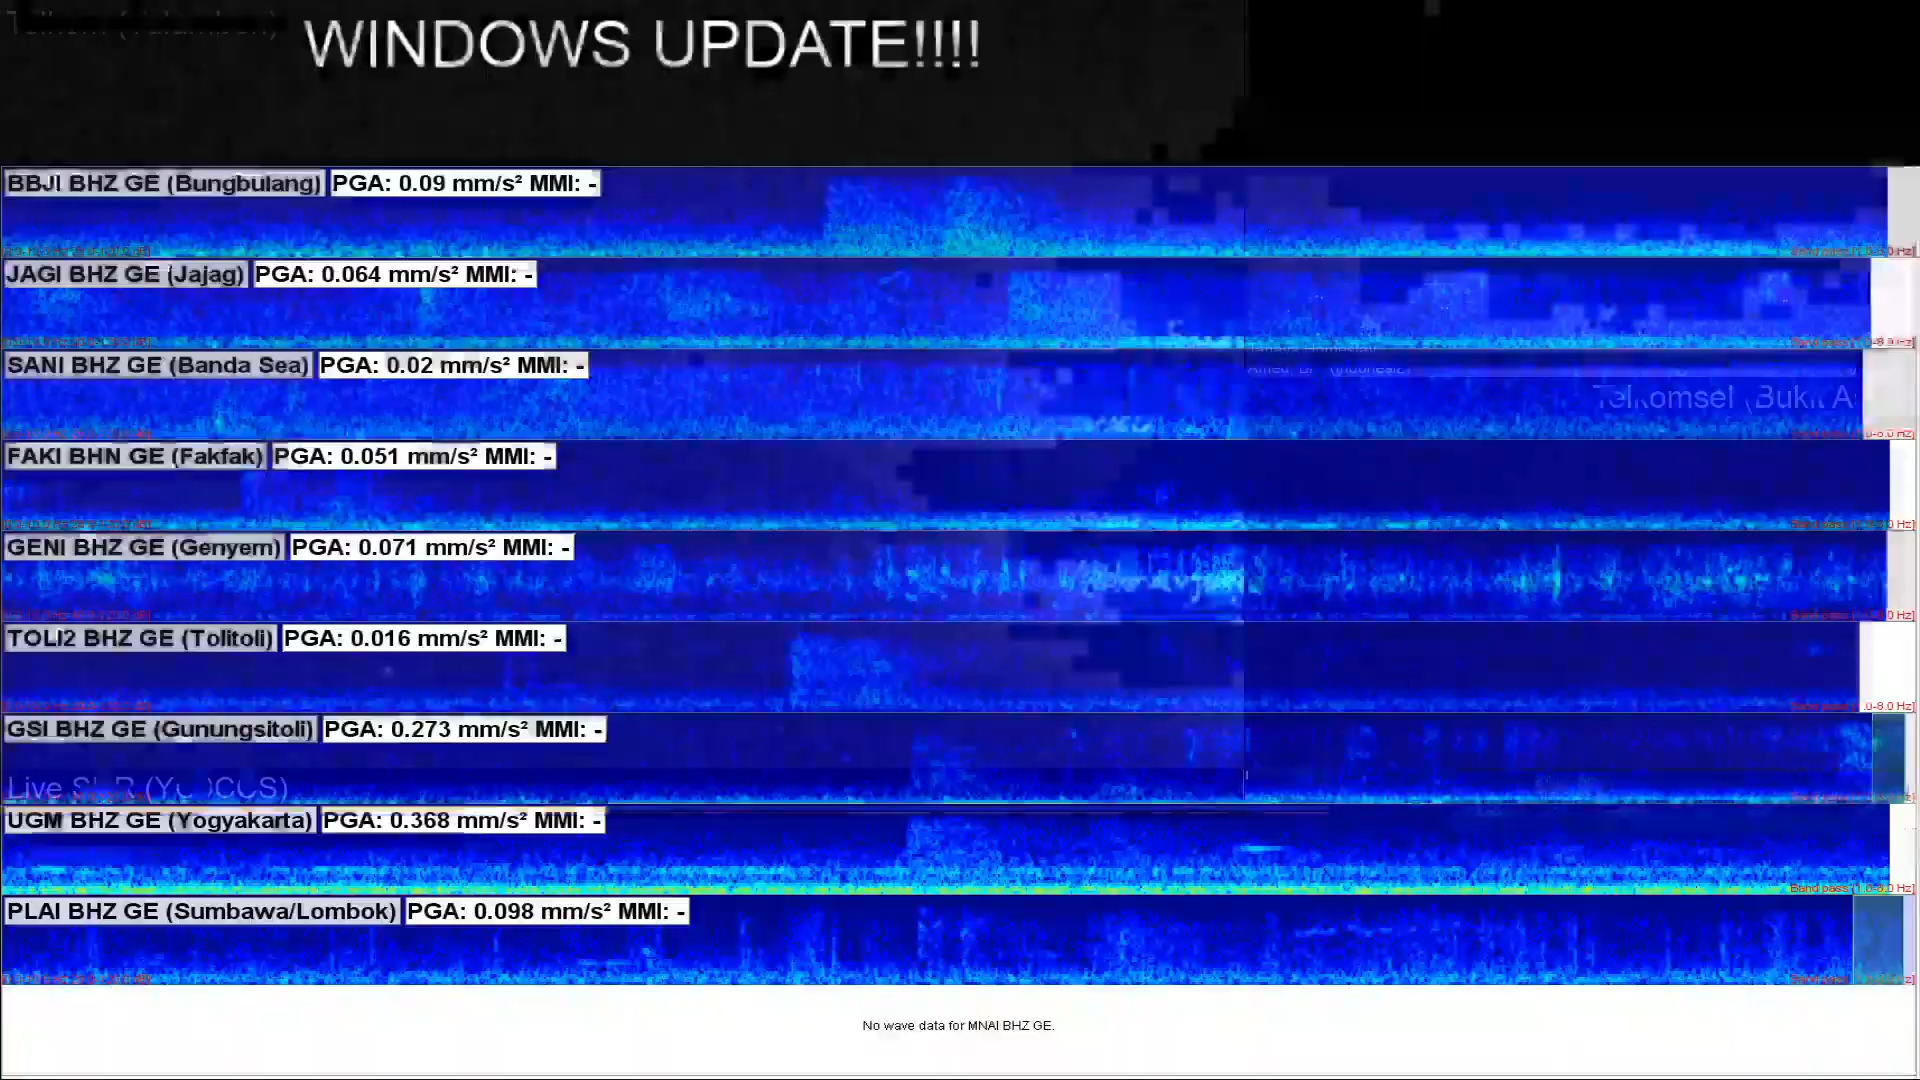 WINDOWS UPDATE!!!!
BBJI BHZ GE (Bungbulang) PGA: 0.09 mm/s² MMI: -
JAGI BHZ GE (Jajag) PGA: 0.064 mm/s² MMI: -
SANI BHZ GE (Banda Sea) PGA: 0.02 mm/s² MMI: -
FAKI BHN GE (Fakfak) PGA: 0.051 mm/s² MMI: -
GENI BHZ GE (Genyem) PGA: 0.071 mm/s² MMI: -
TOLI2 BHZ GE (Tolitoli) PGA: 0.016 mm/s² MMI: -
GSI BHZ GE (Gunungsitoli) PGA: 0.273 mm/s² MMI: -
Live
UGM BHZ GE (Yogyakarta) PGA: 0.368 mm/s² MMI: -
Band pass [1.0-8.0 Hz]
PLAI BHZ GE (Sumbawa/Lombok) PGA: 0.098 mm/s² MMI: -
No wave data for MNAI BHZ GE.